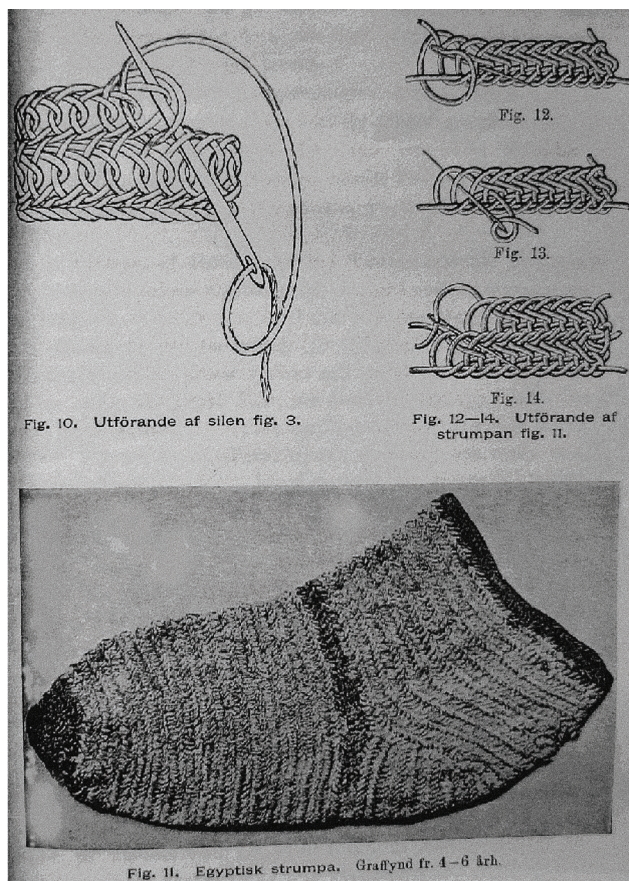 Fig. 12.
Fig. 13.
Fig. 14.
Fig. 10. Utförande af silen fig. 3.
Fig. 12—14. Utförande af
strumpan fig. 11.
Fig. 11. Egyptisk strumpa. Graffynd fr. 4—6 årh.